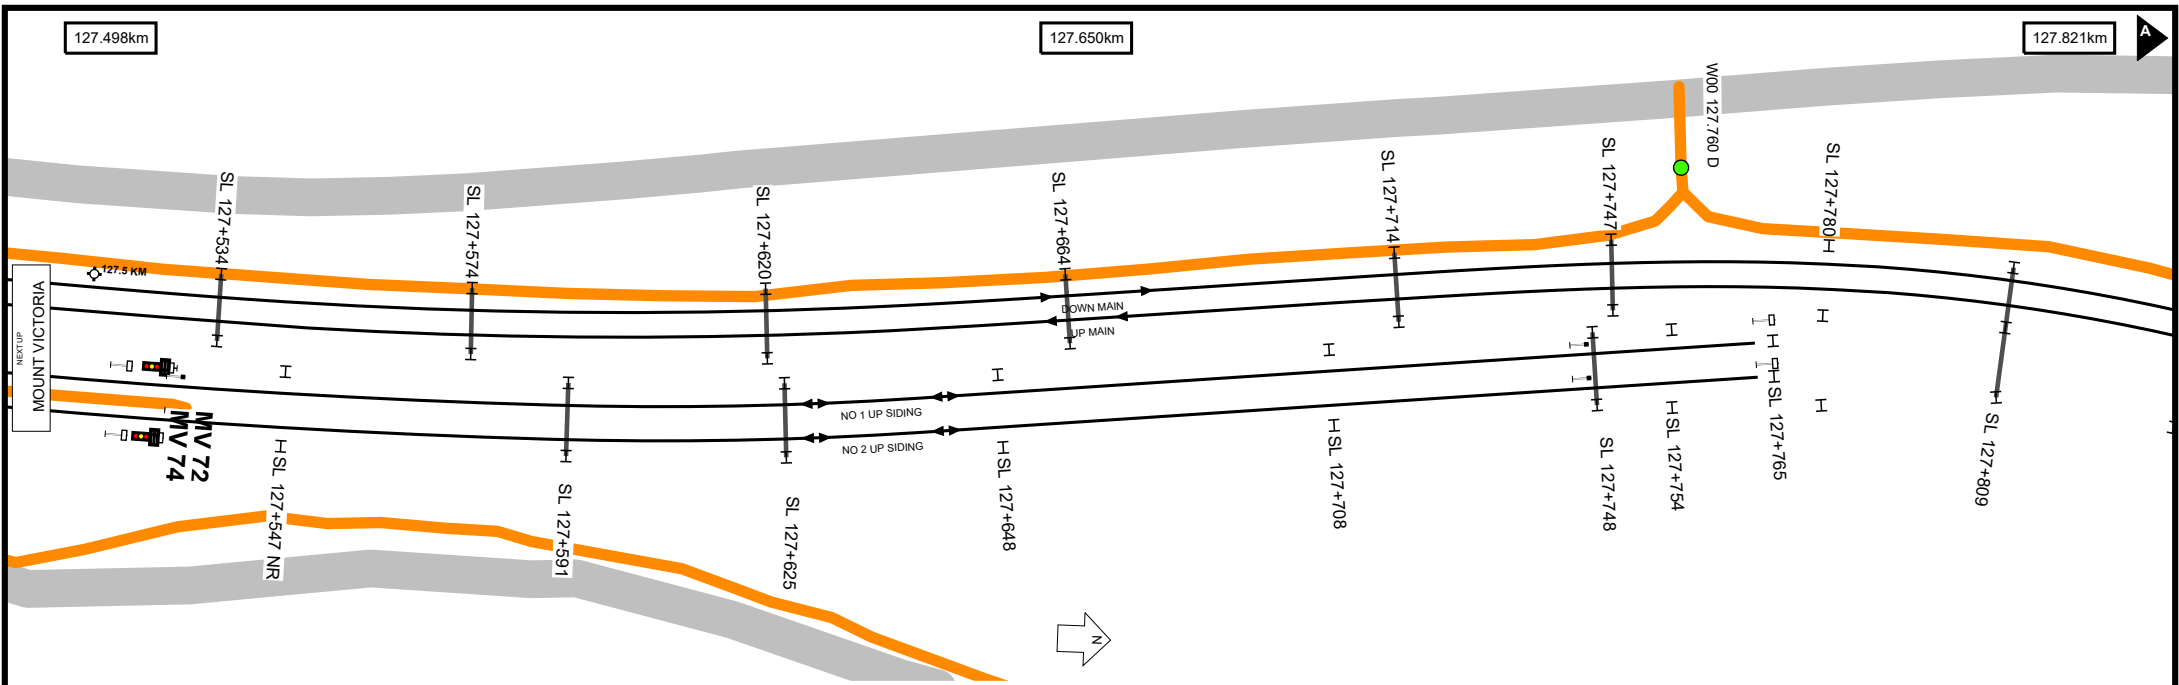 127.498km
127.650km
127.821km
A
W00 127.760 D
SL 127+534
SL 127+574
SL 127+620
SL 127+664
SL 127+714
SL 127+747
SL 127+780
127.5 KM
NEXT UP
MOUNT VICTORIA
DOWN MAIN
UP MAIN
NO 1 UP SIDING
NO 2 UP SIDING
MV 72
MV 74
SL 127+547 NR
SL 127+591
SL 127+625
SL 127+648
SL 127+708
SL 127+748
SL 127+754
SL 127+765
SL 127+809
N